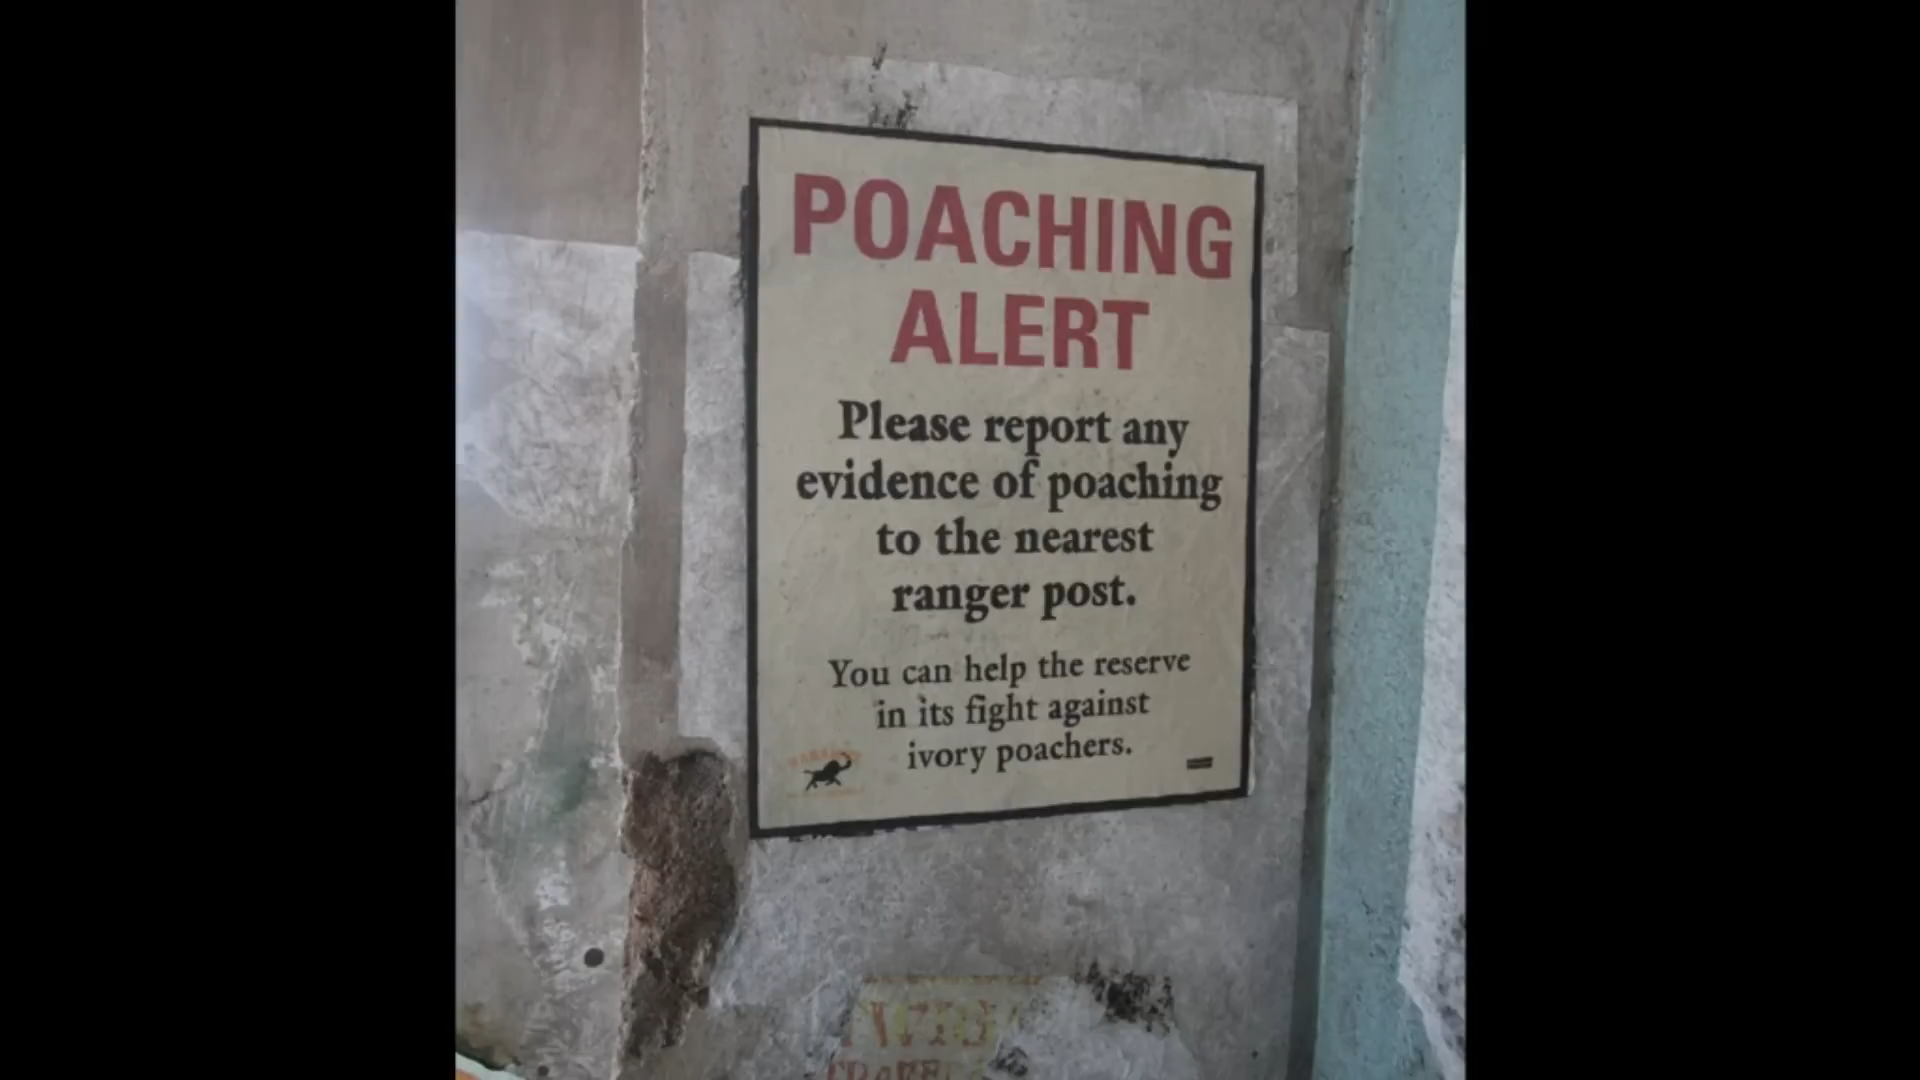 POACHING
ALERT
Please report any
evidence of poaching
to the nearest
ranger post.
You can help the reserve
in its fight against
ivory poachers.